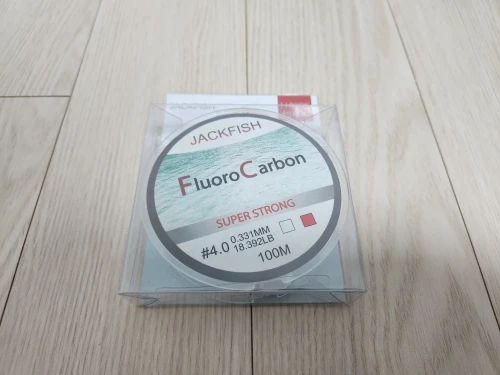 JACKFISH
FluoroCarbon
SUPER STRONG
#4.0 0.331MM
18.392LB
100M